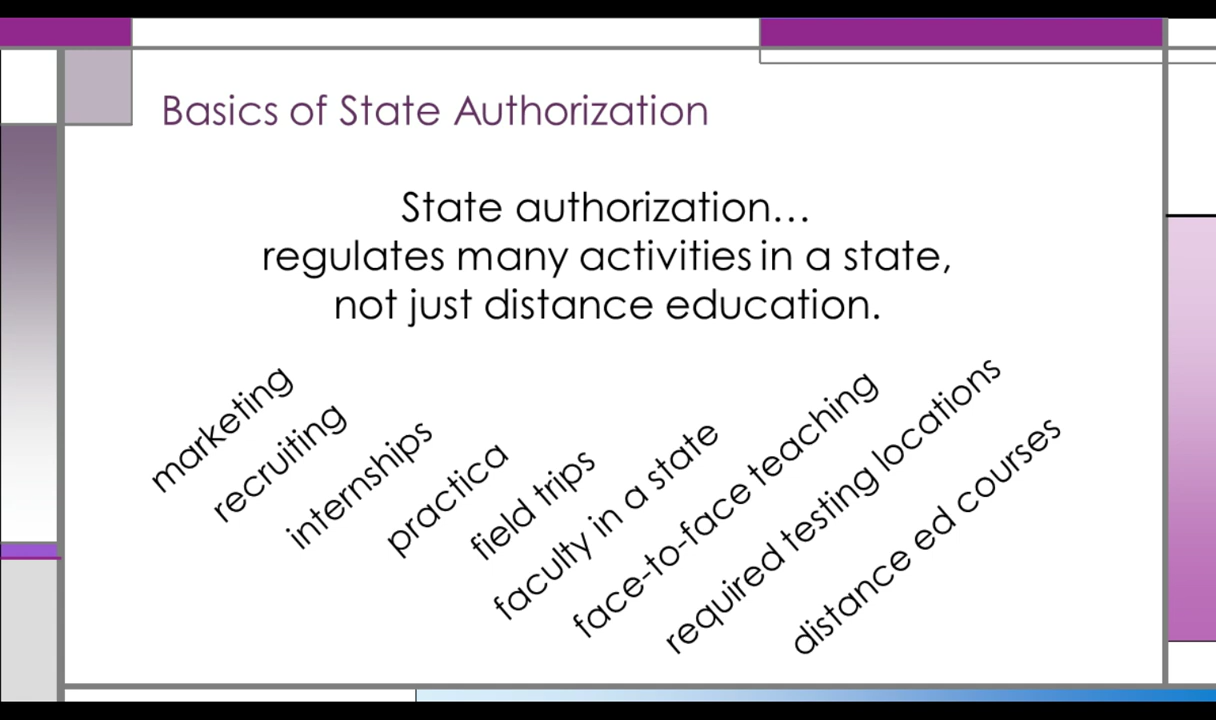 Basics of State Authorization
State authorization…
regulates many activities in a state,
not just distance education.
marketing
recruiting
internships
practica
field trips
faculty in a state
face-to-face teaching
required testing locations
distance ed courses